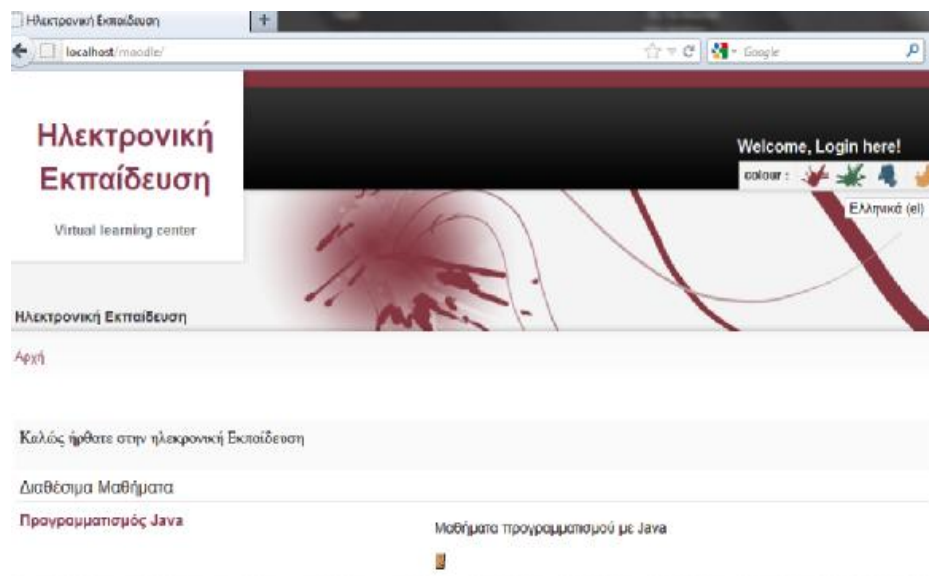 Ηλεκτρονική Εκπαίδευση
+
localhost/moodle/
Google
Ηλεκτρονική
Εκπαίδευση
Virtual learning center
Welcome, Login here!
colour :
Ελληνικά (el)
Ηλεκτρονική Εκπαίδευση
Αρχή
Καλώς ήρθατε στην ηλεκρονική Εκπαίδευση
Διαθέσιμα Μαθήματα
Προγραμματισμός Java
Μαθήματα προγραμματισμού με Java